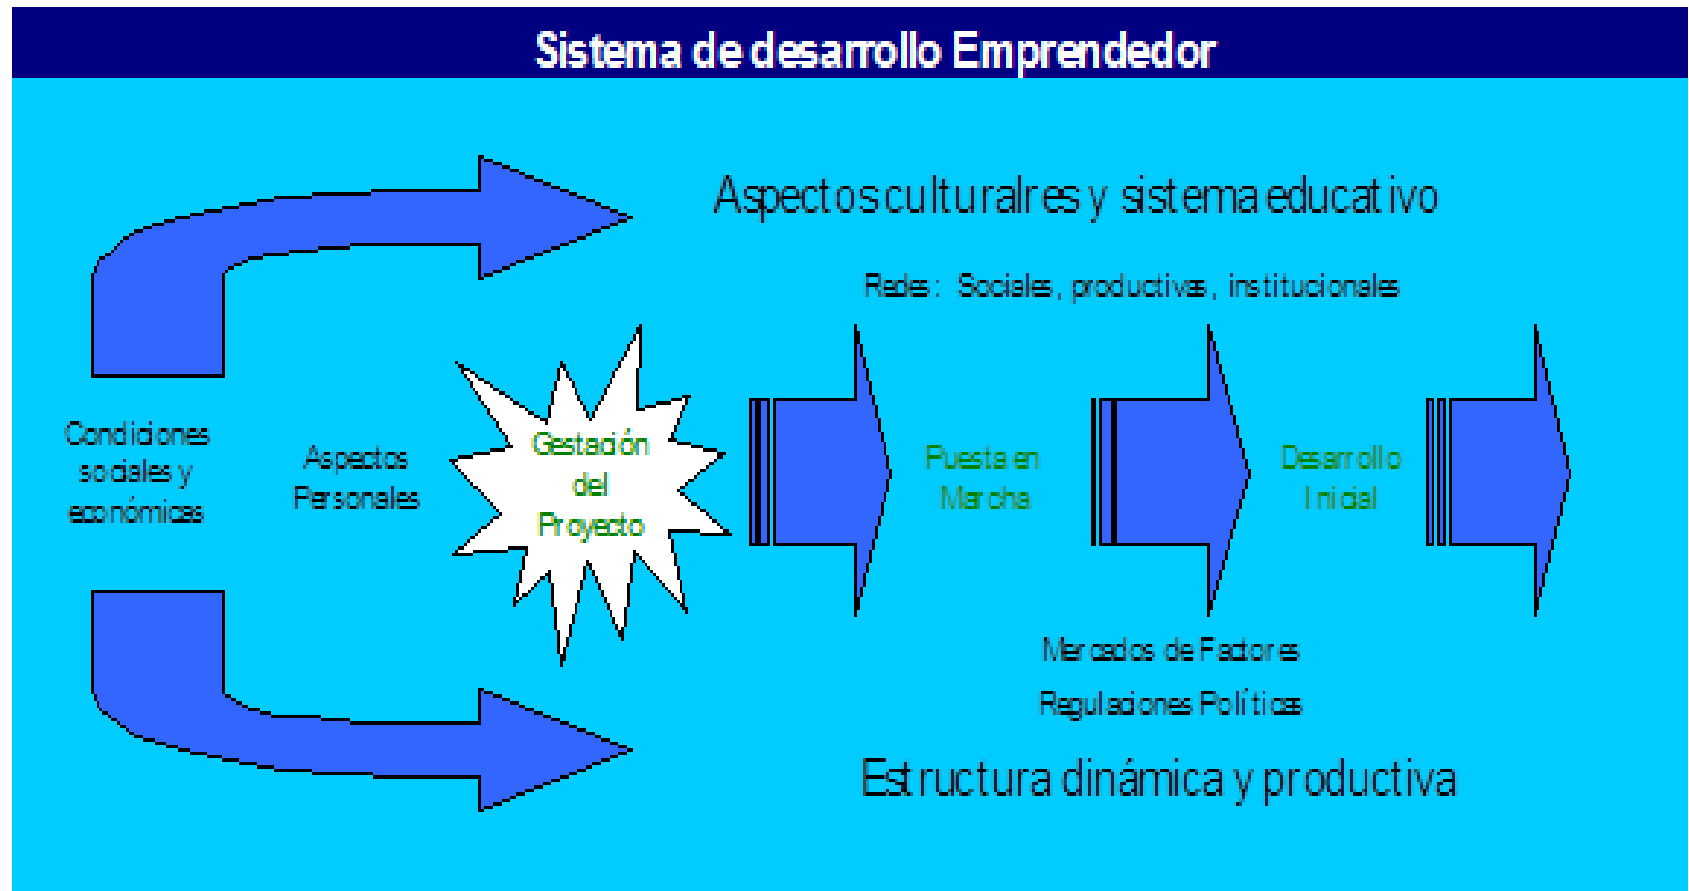 Sistema de desarrollo Emprendedor
Aspectos culturalres y sistema educativo
Redes: Sociales, productivas, institucionales
Condiciones
sociales y
económicas
Aspectos
Personales
Gestación
del
Proyecto
Puesta en
Marcha
Desarrollo
Inicial
Mercados de Factores
Regulaciones Políticas
Estructura dinámica y productiva